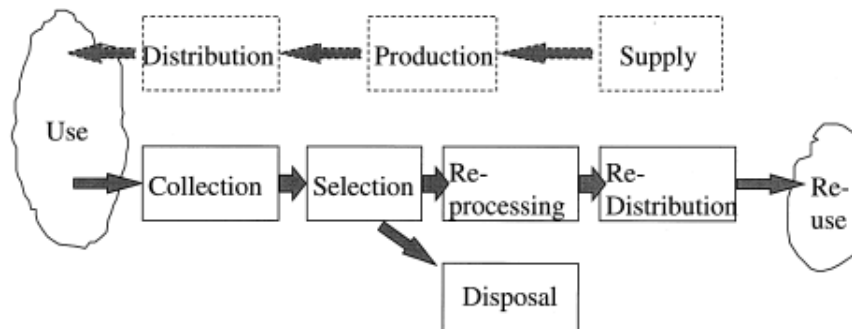 Distribution
Production
Supply
Use
Collection
Selection
Re-
processing
Re-
Distribution
Re-
use
Disposal